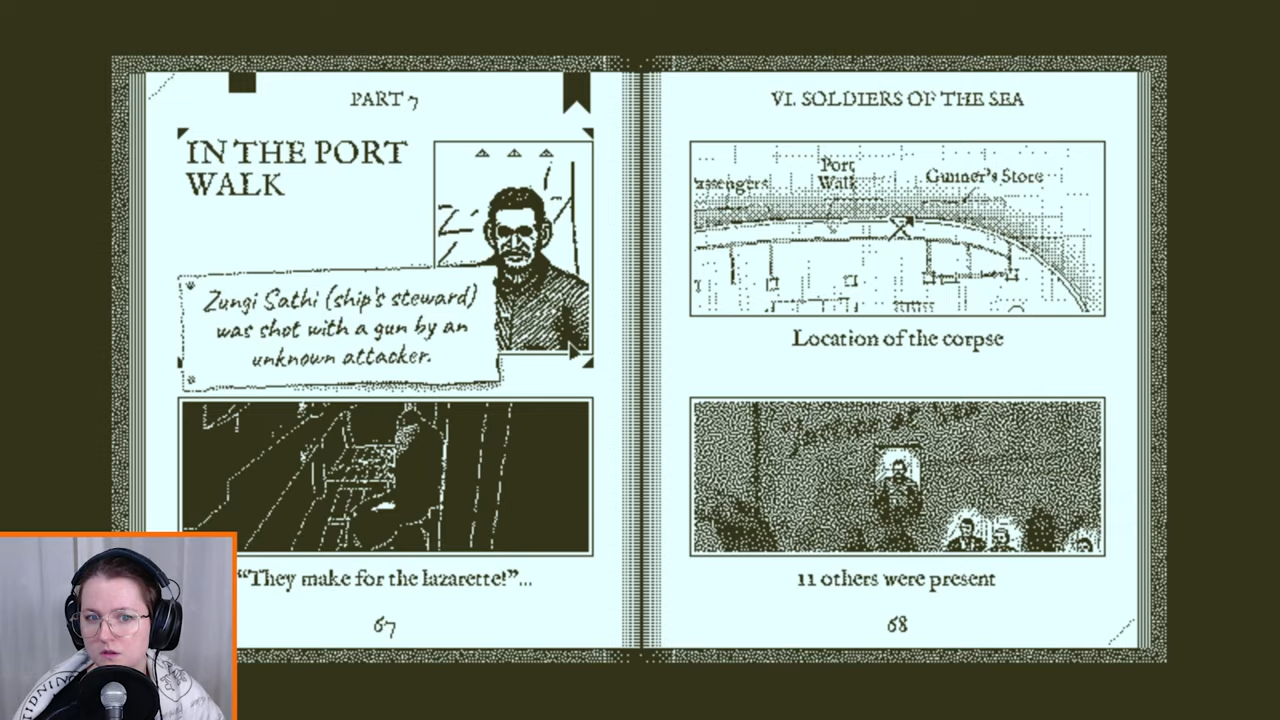 PART 7
IN THE PORT
WALK
Zungi Sathi (ship's steward)
was shot with a gun by an
unknown attacker.
"They make for the lazarette!"...
67
VI. SOLDIERS OF THE SEA
Port
Walk
Gunner's Store
Location of the corpse
11 others were present
68